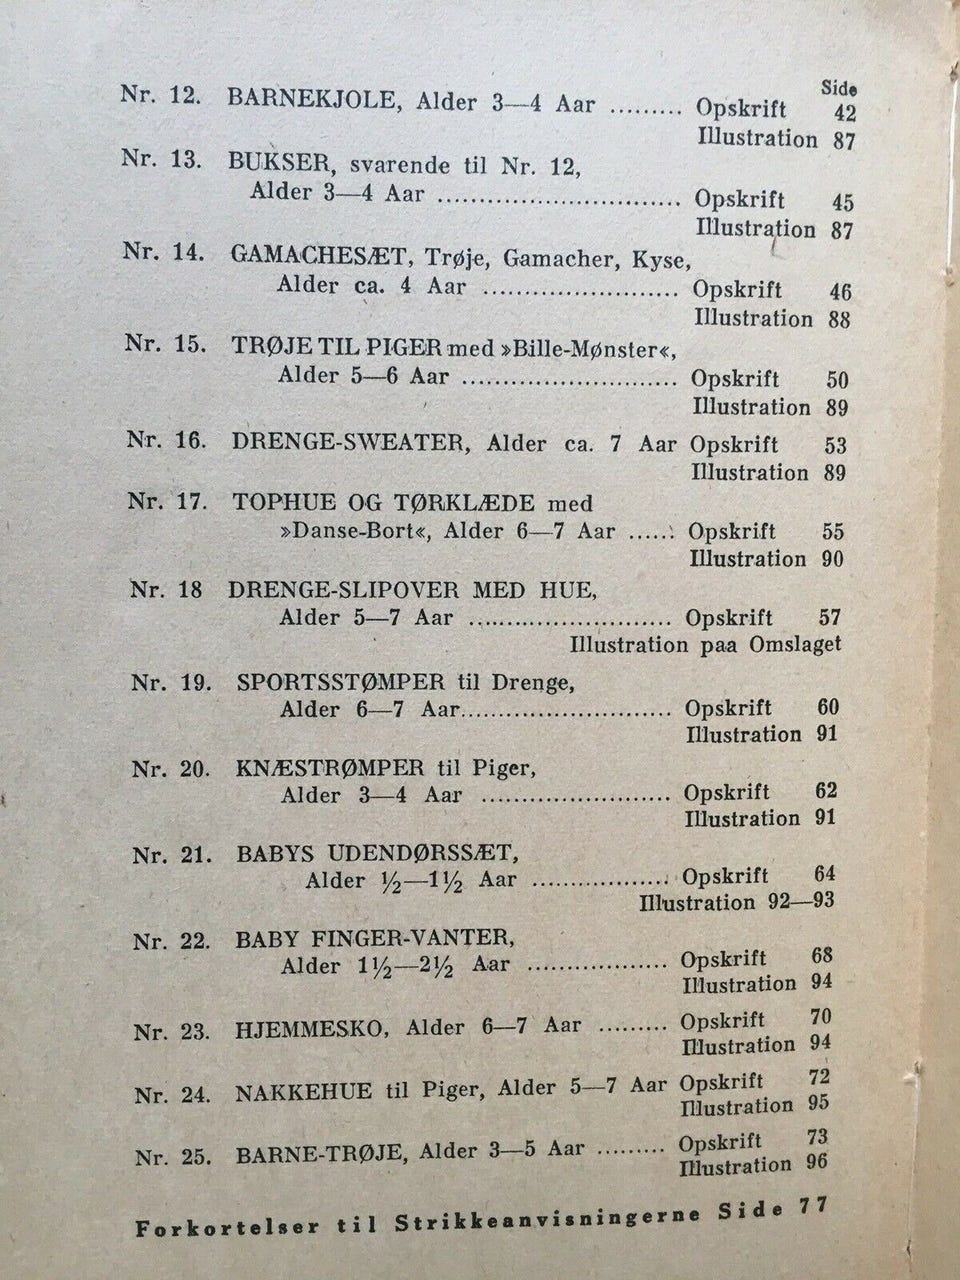 Side
Nr. 12. BARNEKJOLE, Alder 3—4 Aar ......... Opskrift 42
Illustration 87
Nr. 13. BUKSER, svarende til Nr. 12,
Alder 3—4 Aar .............................. Opskrift 45
Illustration 87
Nr. 14. GAMACHESÆT, Trøje, Gamacher, Kyse,
Alder ca. 4 Aar ......................... Opskrift 46
Illustration 88
Nr. 15. TRØJE TIL PIGER med »Bille-Mønster«,
Alder 5—6 Aar ........................... Opskrift 50
Illustration 89
Nr. 16. DRENGE-SWEATER, Alder ca. 7 Aar Opskrift 53
Illustration 89
Nr. 17. TOPHUE OG TØRKLÆDE med
»Danse-Bort«, Alder 6—7 Aar ...... Opskrift 55
Illustration 90
Nr. 18 DRENGE-SLIPOVER MED HUE,
Alder 5—7 Aar .......................... Opskrift 57
Illustration paa Omslaget
Nr. 19. SPORTSSTØMPER til Drenge,
Alder 6—7 Aar.......................... Opskrift 60
Illustration 91
Nr. 20. KNÆSTRØMPER til Piger,
Alder 3—4 Aar ........................ Opskrift 62
Illustration 91
Nr. 21. BABYS UDENDØRSSÆT,
Alder ½—1½ Aar ................. Opskrift 64
Illustration 92—93
Nr. 22. BABY FINGER-VANTER,
Alder 1½—2½ Aar .................. Opskrift 68
Illustration 94
Nr. 23. HJEMMESKO, Alder 6—7 Aar ......... Opskrift 70
Illustration 94
Nr. 24. NAKKEHUE til Piger, Alder 5—7 Aar Opskrift 72
Illustration 95
Nr. 25. BARNE-TRØJE, Alder 3—5 Aar ......... Opskrift 73
Illustration 96
Forkortelser til Strikkeanvisningerne Side 77